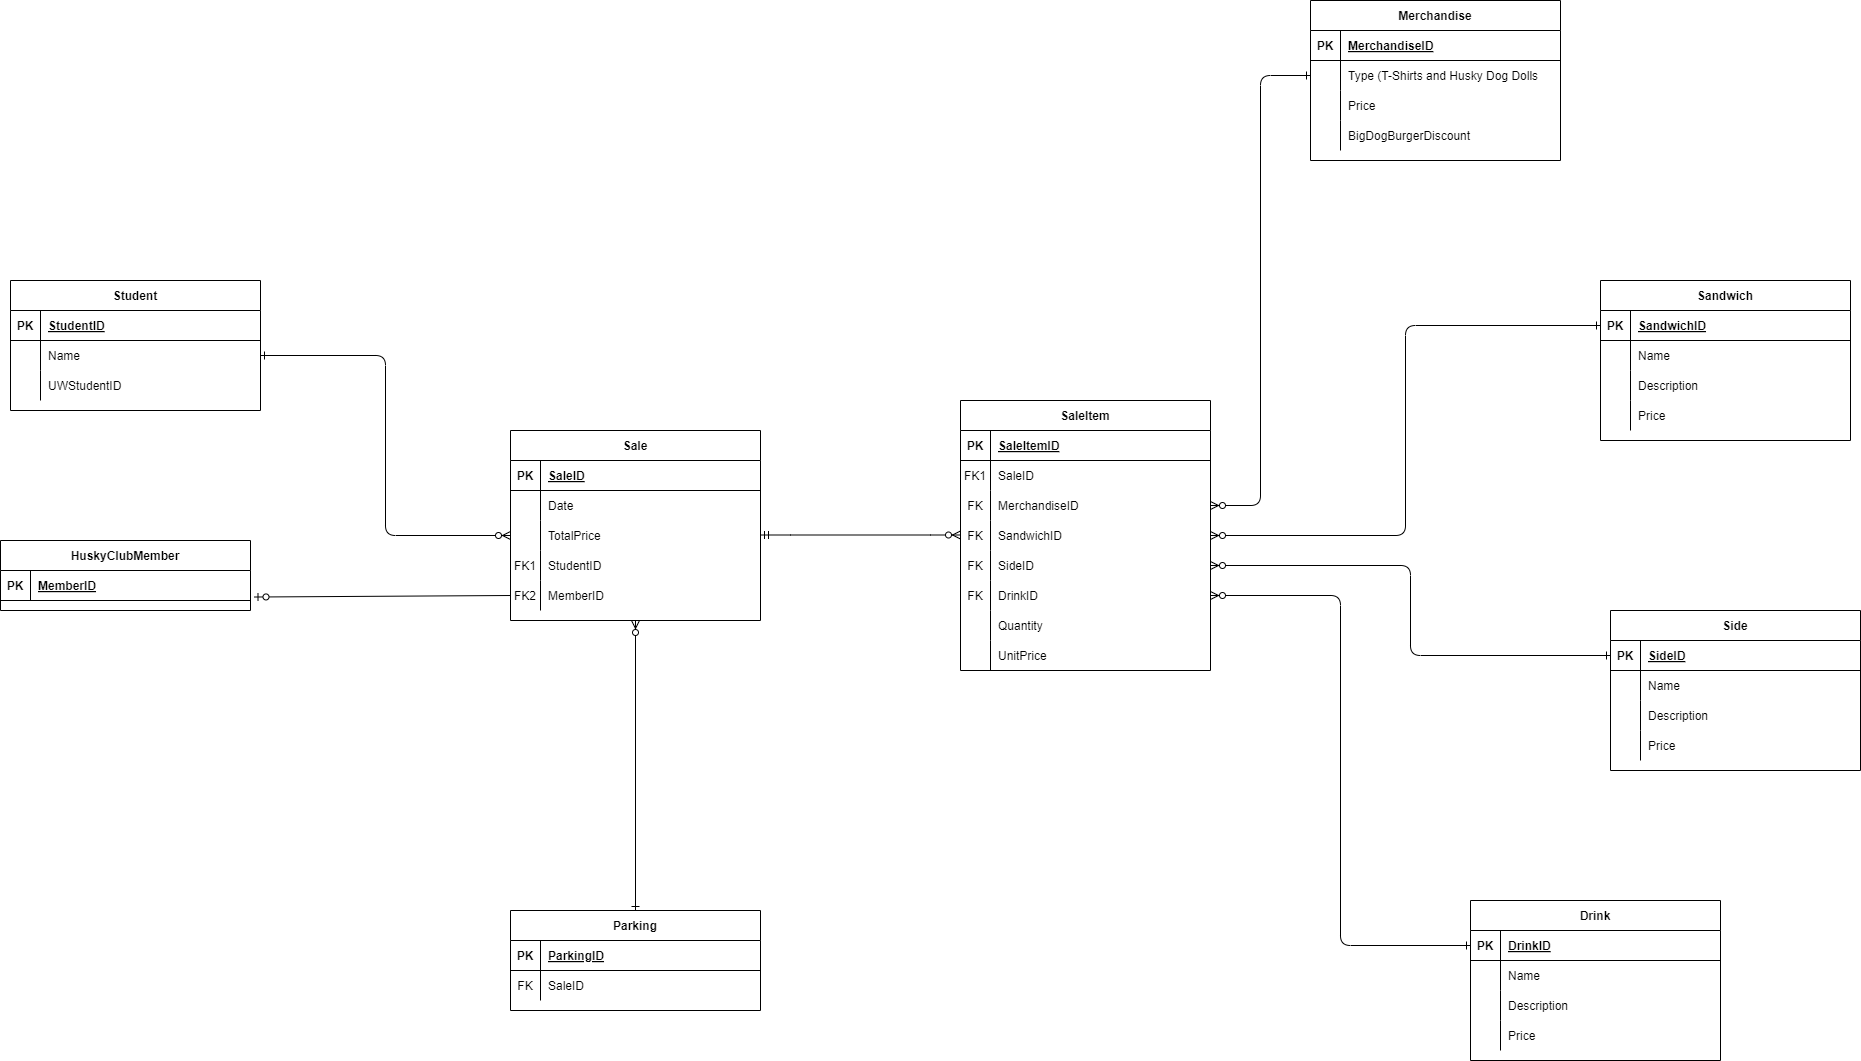 Merchandise
PK MerchandiseID
Type (T-Shirts and Husky Dog Dolls
Price
BigDogBurgerDiscount
Student
PK StudentID
Name
UWStudentID
Sandwich
PK SandwichID
Name
Description
Price
HuskyClubMember
PK MemberID
Sale
PK SaleID
Date
TotalPrice
FK1 StudentID
FK2 MemberID
SaleItem
PK SaleItemID
FK1 SaleID
FK MerchandiseID
FK SandwichID
FK SideID
FK DrinkID
Quantity
UnitPrice
Side
PK SideID
Name
Description
Price
Parking
PK ParkingID
FK SaleID
Drink
PK DrinkID
Name
Description
Price